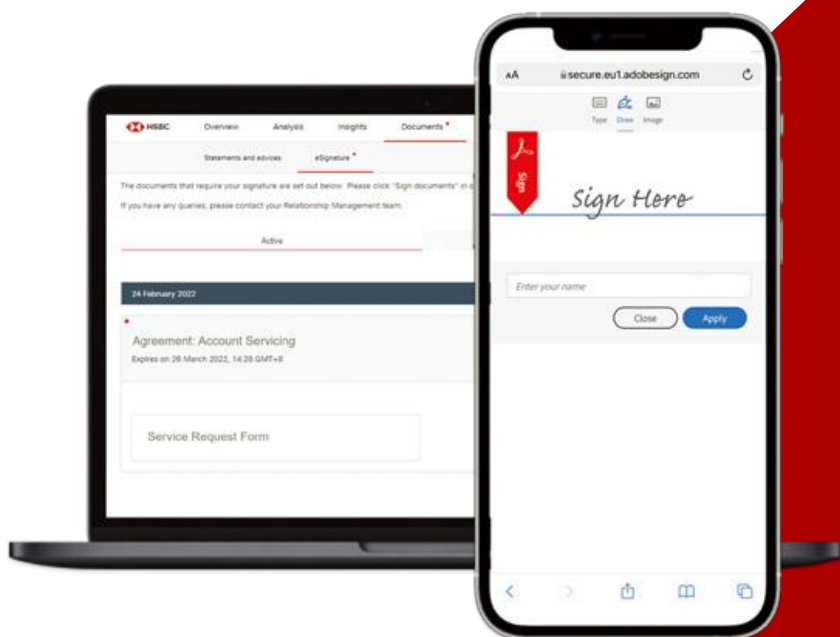 HSBC
Overview
Analysis
Insights
Documents
Statements and advices
eSignature
The documents that require your signature are set out below. Please click "Sign documents" in
If you have any queries, please contact your Relationship Management team.
Active
24 February 2022
Agreement: Account Servicing
Expires on 26 March 2022, 14:28 GMT+8
Service Request Form
AA
secure.eu1.adobesign.com
Type
Draw
Image
Sign
Sign Here
Enter your name
Close
Apply